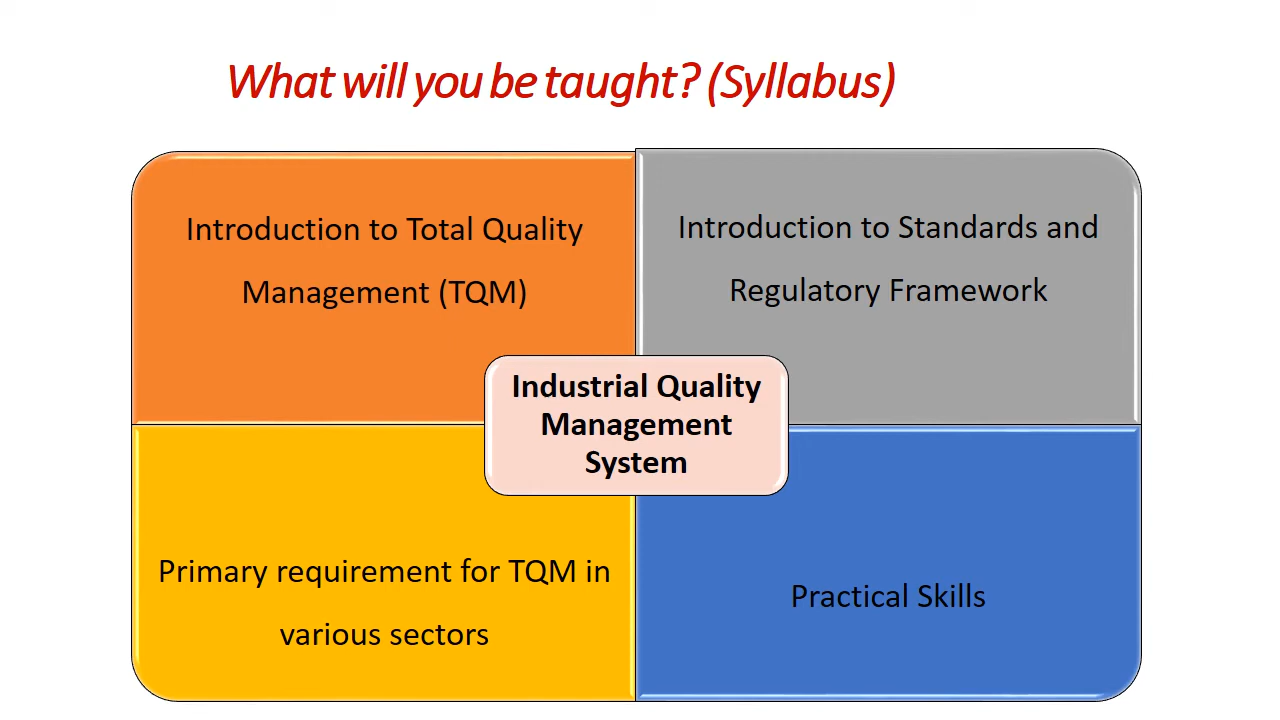 What will you be taught? (Syllabus)
Introduction to Total Quality
Management (TQM)
Introduction to Standards and
Regulatory Framework
Industrial Quality
Management
System
Primary requirement for TQM in
various sectors
Practical Skills